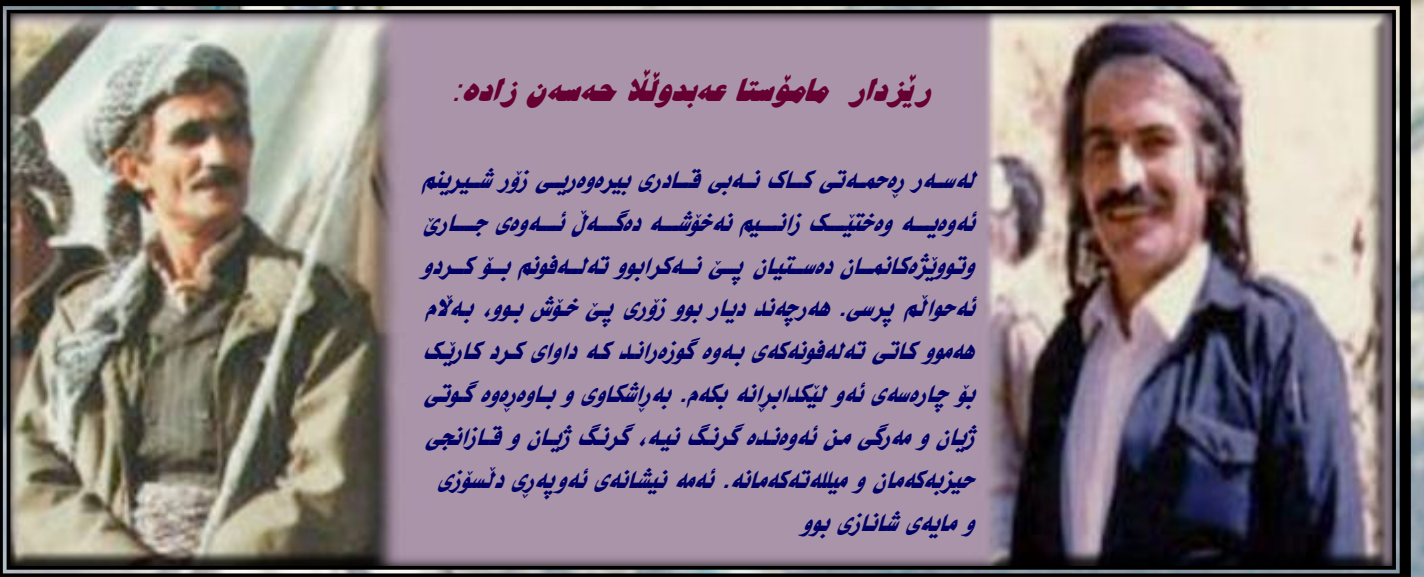 رێزدار مامۆستا عەبدوڵڵا حەسەن زادە:
لەسەر ڕەحمەتی کاک نەبی قادری بیرەوەریی زۆر شیرینم
ئەوەیە وەختێک زانیم نەخۆشە دەگەڵ ئەوەی جارێ
وتووێژەکانمان دەستیان پێ نەکرابوو تەلەفونم بۆ کردو
ئەحواڵم پرسی. هەرچەند دیار بوو زۆری پێ خۆش بوو، بەڵام
هەموو کاتی تەلەفونەکەی بەوە گوزەراند کە داوای کرد کارێک
بۆ چارەسەی ئەو لێکدابڕانە بکەم. بەڕاشکاوی و باوەڕەوە گوتی
ژیان و مەرگی من ئەوەندە گرنگ نیە، گرنگ ژیان و قازانجی
حیزبەکەمان و میللەتەکەمانە. ئەمە نیشانەی ئەوپەڕی دڵسۆزی
و مایەی شانازی بوو